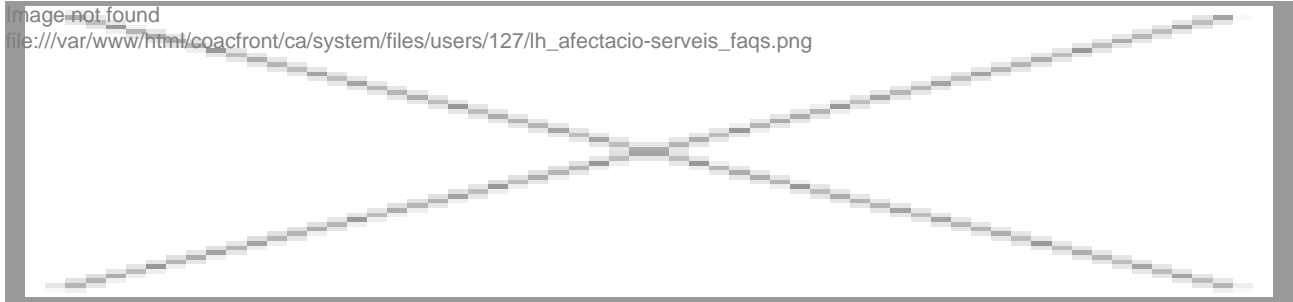 Image not found
file:///var/www/html/coacfront/ca/system/files/users/127/lh_afectacio-serveis_faqs.png